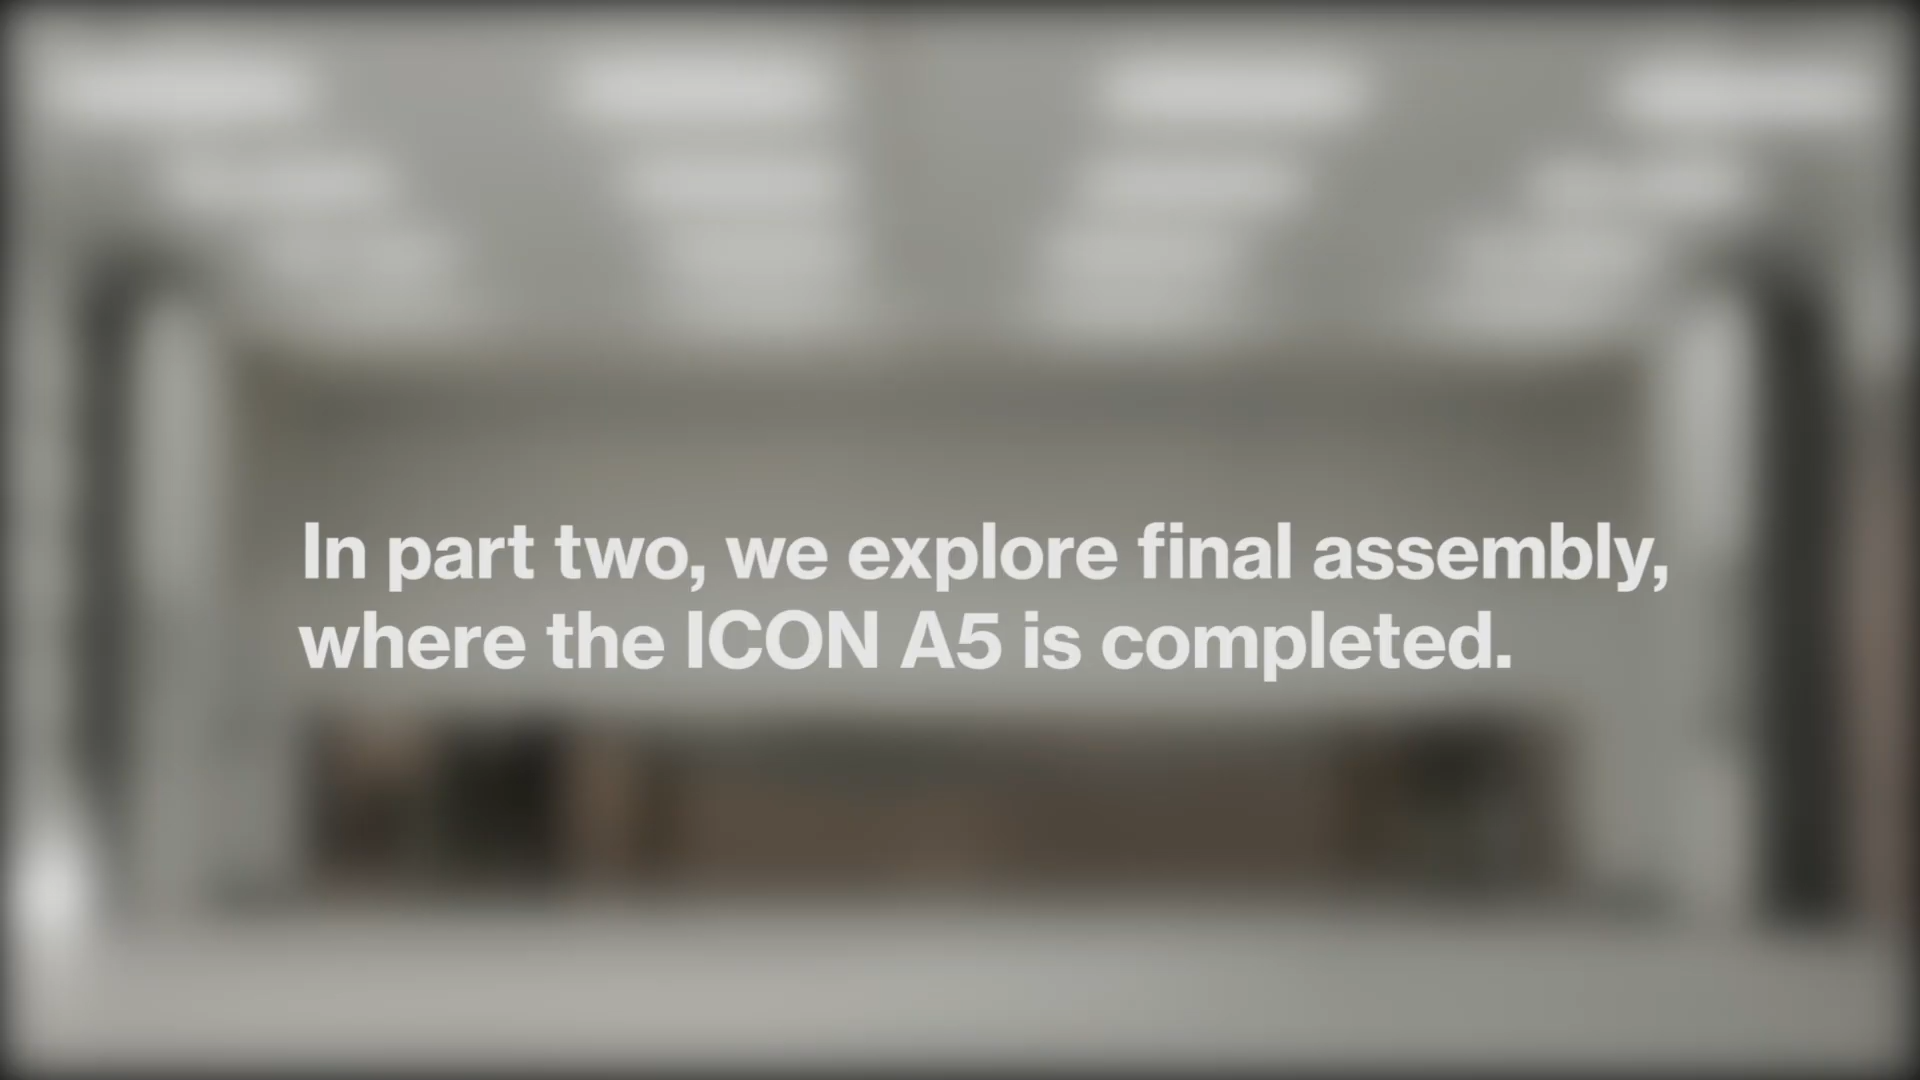 In part two, we explore final assembly,
where the ICON A5 is completed.